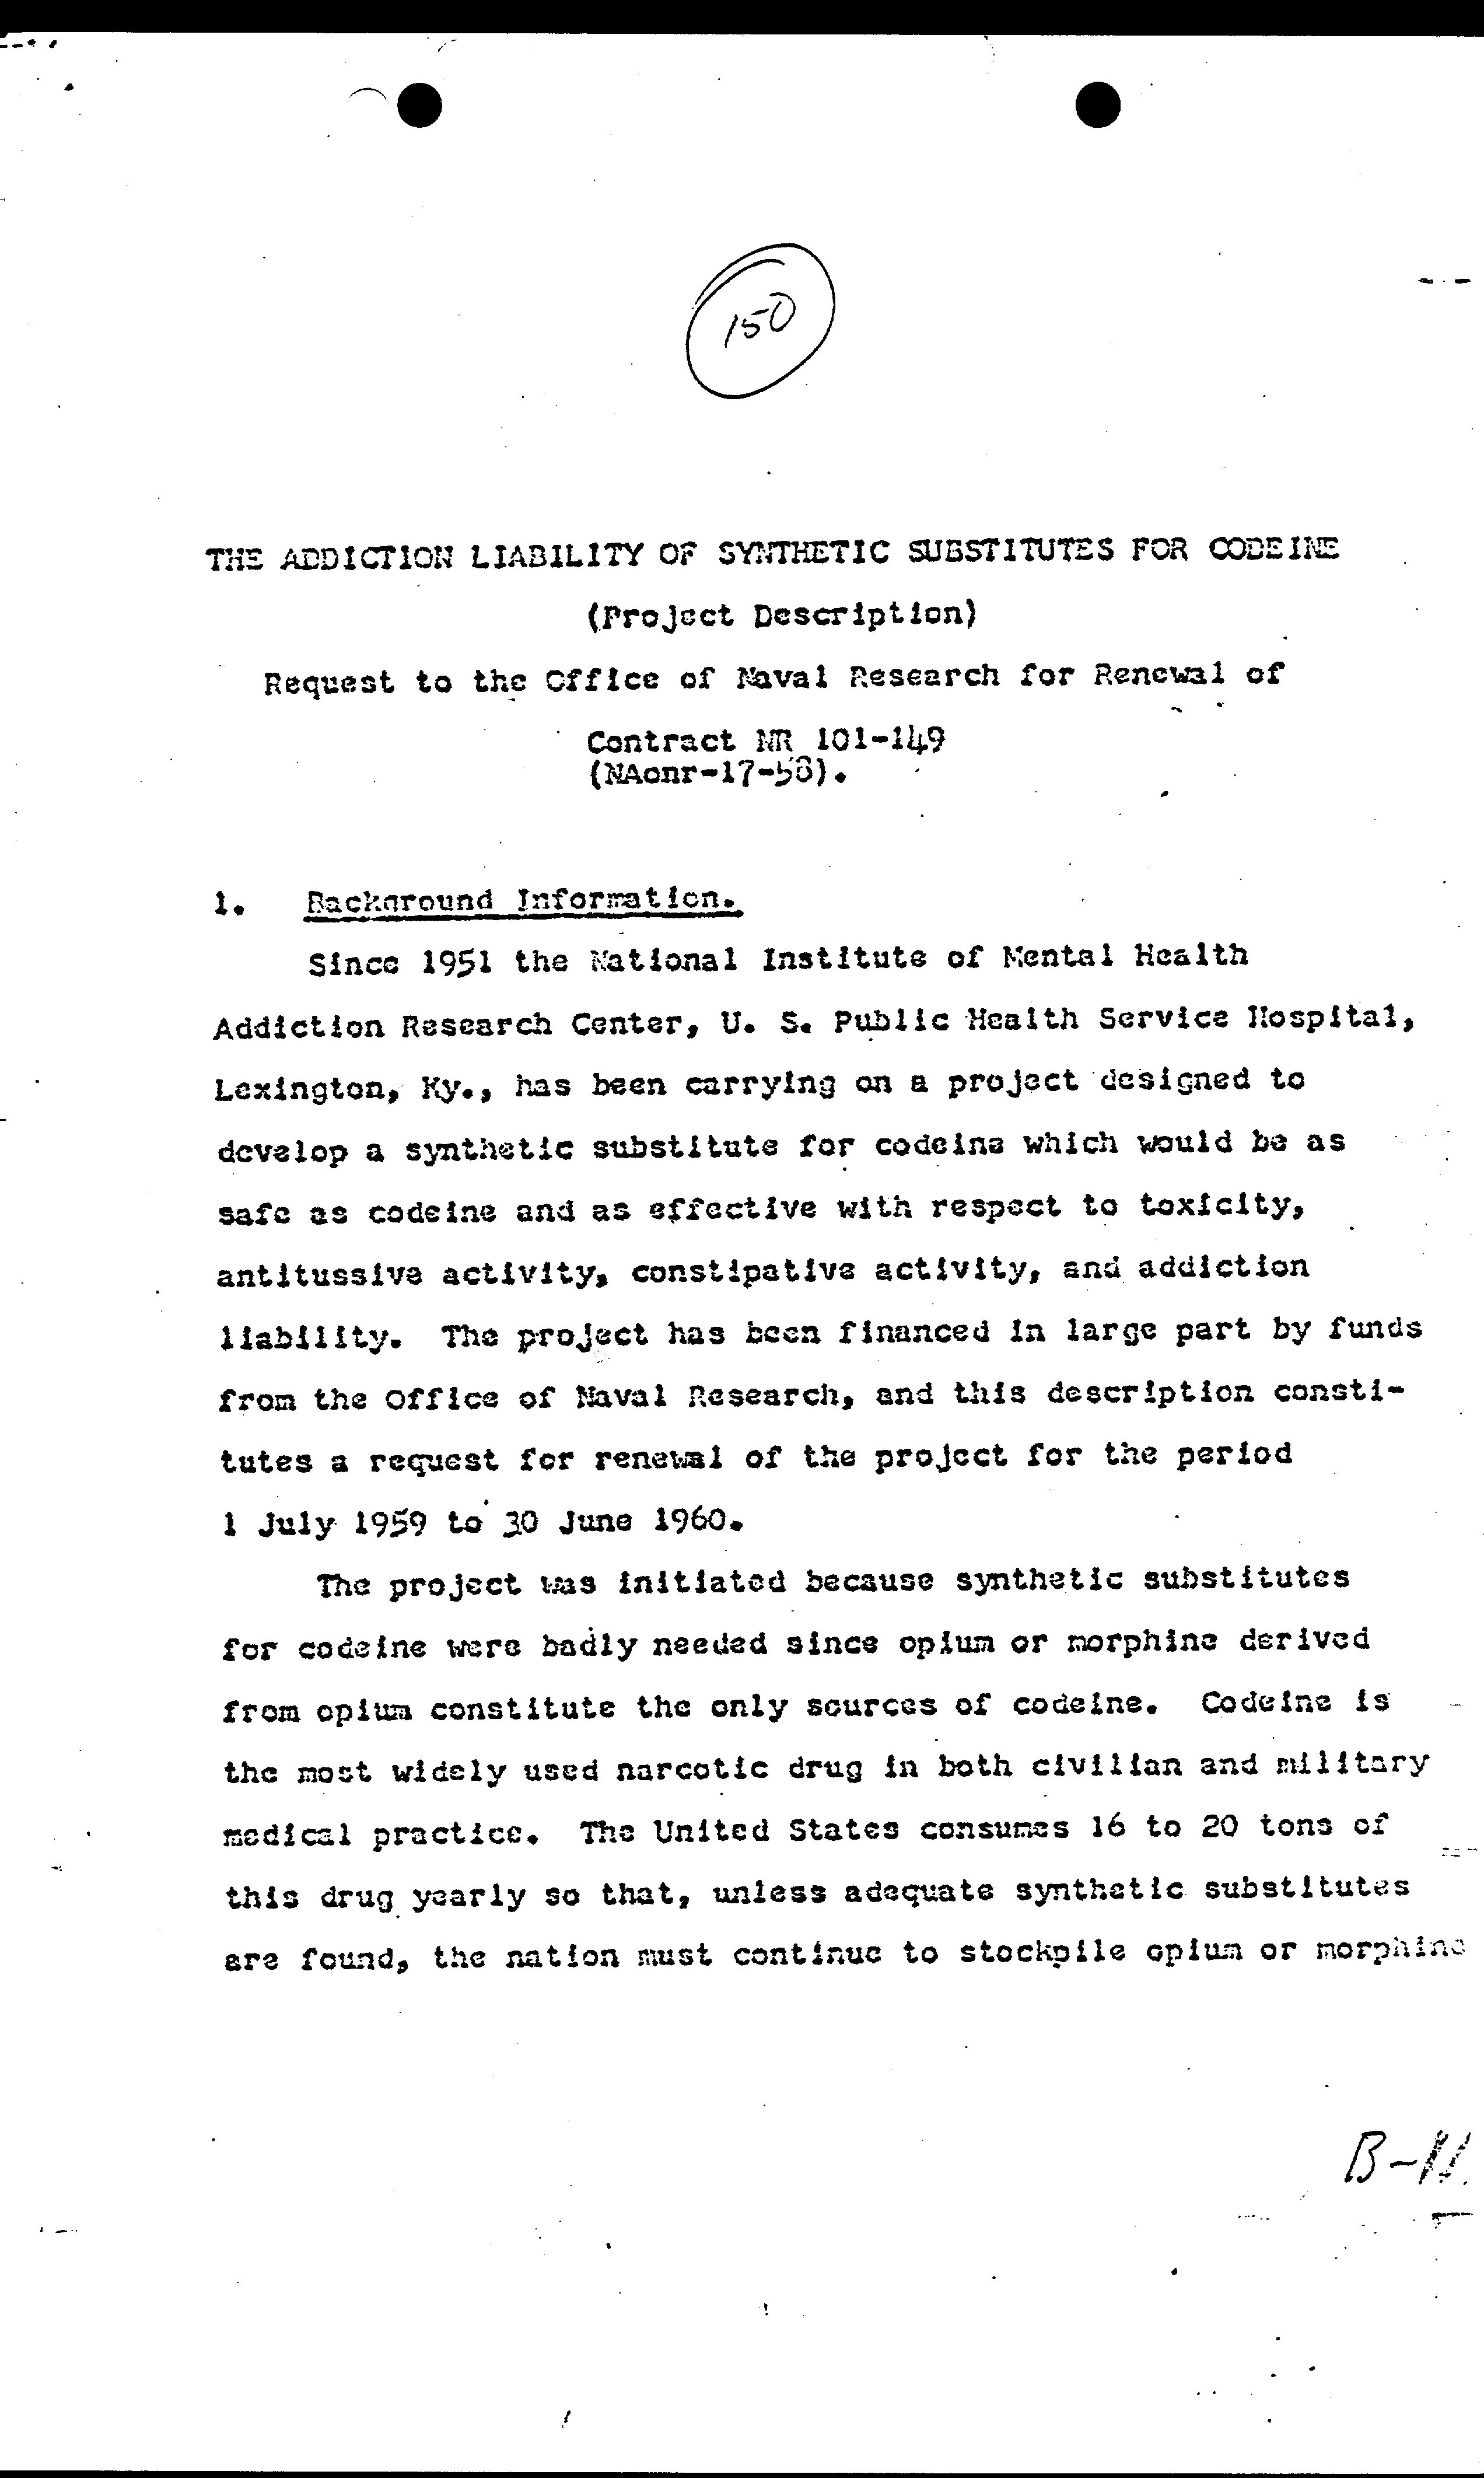 150
THE ADDICTION LIABILITY OF SYNTHETIC SUBSTITUTES FOR CODEINE
(Project Description)
Request to the Office of Naval Research for Renewal of
Contract NR 101-149
(NAonr-17-58).
1. Background Information.
Since 1951 the National Institute of Mental Health
Addiction Research Center, U. S. Public Health Service Hospital,
Lexington, Ky., has been carrying on a project designed to
develop a synthetic substitute for codeine which would be as
safe as codeine and as effective with respect to toxicity,
antitussive activity, constipative activity, and addiction
liability. The project has been financed in large part by funds
from the Office of Naval Research, and this description consti-
tutes a request for renewal of the project for the period
1 July 1959 to 30 June 1960.
The project was initiated because synthetic substitutes
for codeine were badly needed since opium or morphine derived
from opium constitute the only sources of codeine. Codeine is
the most widely used narcotic drug in both civilian and military
medical practice. The United States consumes 16 to 20 tons of
this drug yearly so that, unless adequate synthetic substitutes
are found, the nation must continue to stockpile opium or morphine